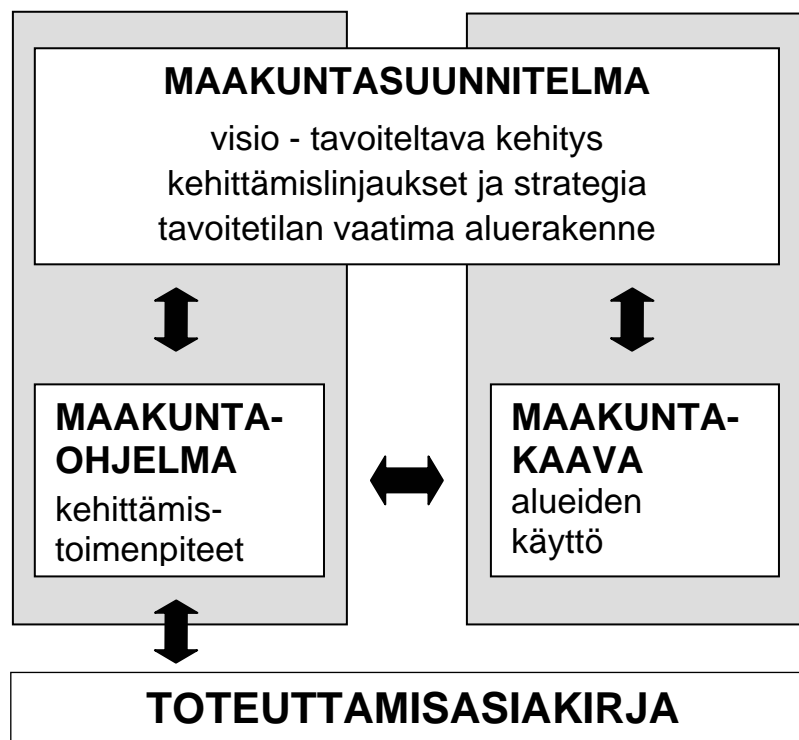 MAAKUNTASUUNNITELMA
visio - tavoiteltava kehitys
kehittämislinjaukset ja strategia
tavoitetilan vaatima aluerakenne
MAAKUNTA-
OHJELMA
kehittämis-
toimenpiteet
MAAKUNTA-
KAAVA
alueiden
käyttö
TOTEUTTAMISASIAKIRJA